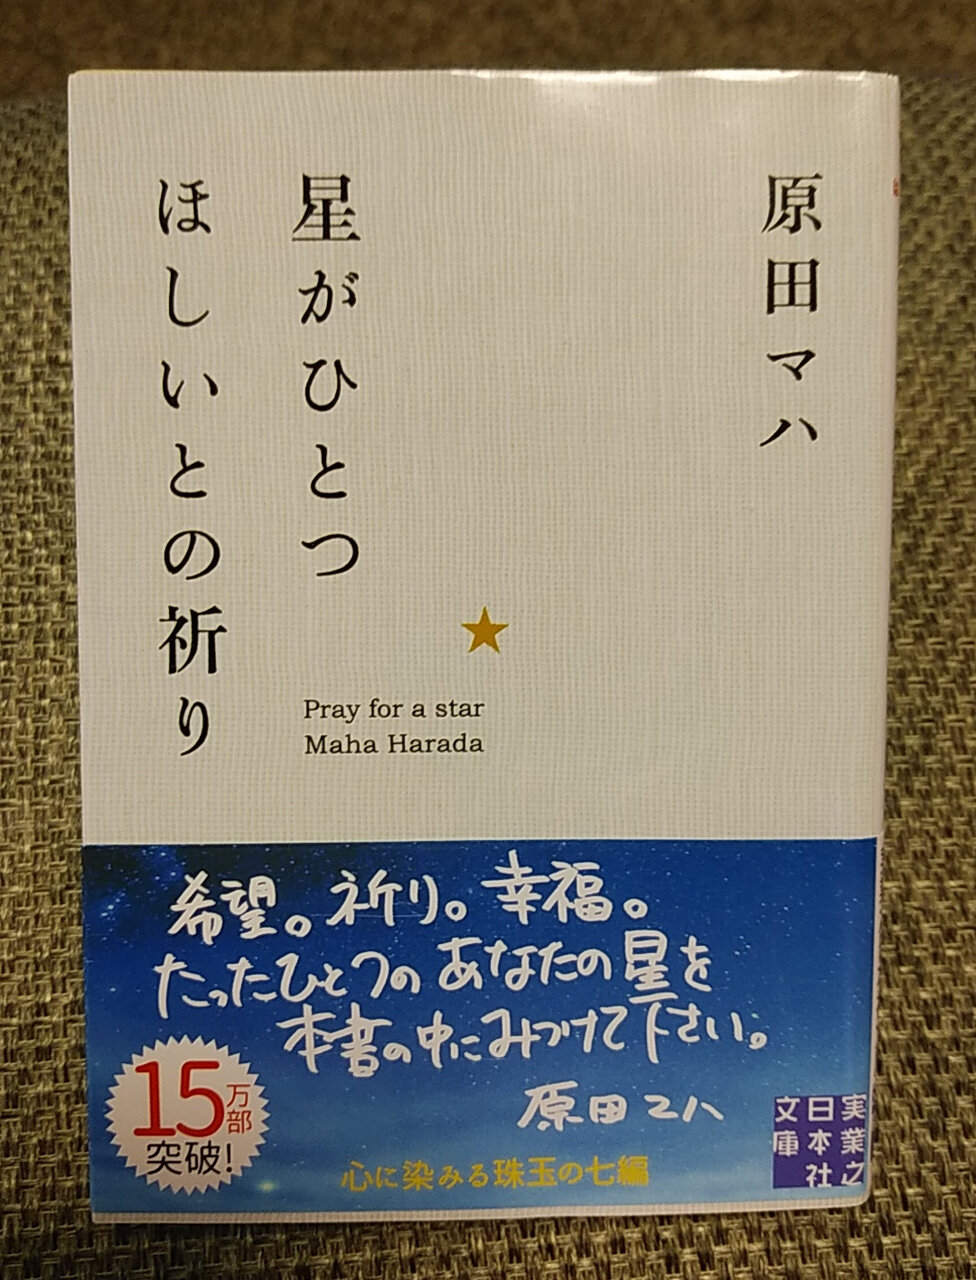 原田マハ
星がひとつ
ほしいとの祈り
Pray for a star
Maha Harada
希望。祈り。幸福。
たったひとつのあなたの星を
本書の中にみつけて下さい。
原田マハ
15万部
突破!
心に染みる珠玉の七編
実業之
日本社
文庫